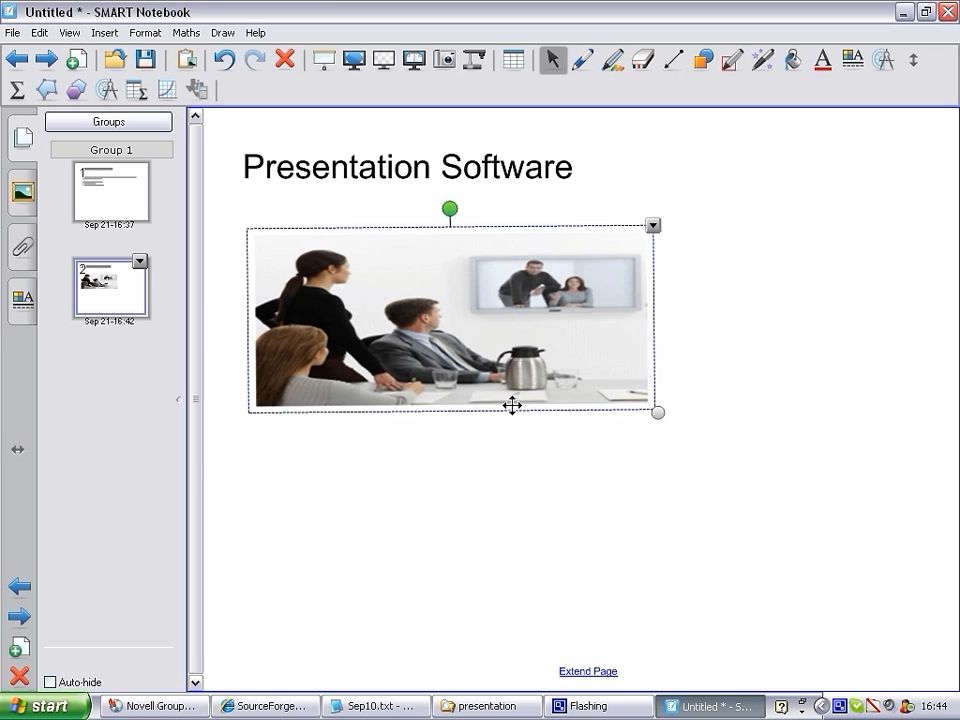 Untitled * - SMART Notebook
File Edit View Insert Format Maths Draw Help
Groups
Group 1
1
Sep 21-16:37
2
Sep 21-16:42
Auto-hide
Presentation Software
Extend Page
start
Novell Group...
SourceForge...
Sep10.txt - ...
presentation
Flashing
Untitled * - S...
16:44